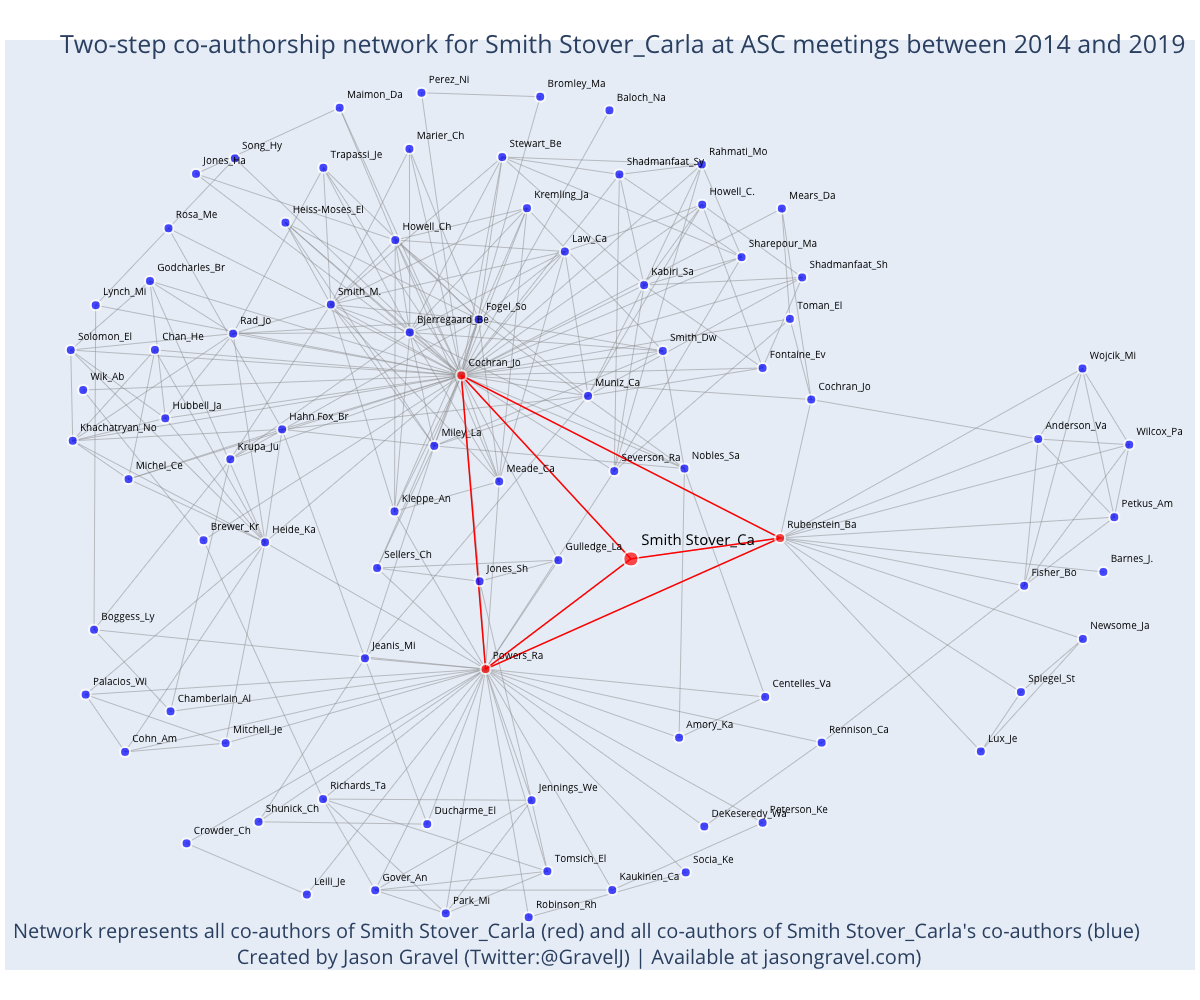 Two-step co-authorship network for Smith Stover_Carla at ASC meetings between 2014 and 2019
Perez_Ni
Bromley_Ma
Maimon_Da
Baloch_Na
Marier_Ch
Song_Hy
Stewart_Be
Trapassi_Je
Rahmati_Mo
Jones_Ha
Shadmanfaat_Sy
Kremling_Ja
Howell_C.
Mears_Da
Heiss-Moses_El
Rosa_Me
Howell_Ch
Law_Ca
Sharepour_Ma
Godcharles_Br
Kabiri_Sa
Shadmanfaat_Sh
Lynch_Mi
Smith_M.
Fogel_So
Toman_El
Rad_Jo
Bjerregaard_Be
Solomon_El
Chan_He
Smith_Dw
Fontaine_Ev
Wojcik_Mi
Cochran_Jo
Wik_Ab
Muniz_Ca
Cochran_Jo
Hubbell_Ja
Hahn Fox_Br
Khachatryan_No
Anderson_Va
Wilcox_Pa
Miley_La
Krupa_Ju
Severson_Ra
Nobles_Sa
Michel_Ce
Meade_Ca
Kleppe_An
Petkus_Am
Brewer_Kr
Heide_Ka
Rubenstein_Ba
Smith Stover_Ca
Gulledge_La
Sellers_Ch
Jones_Sh
Barnes_J.
Fisher_Bo
Boggess_Ly
Newsome_Ja
Jeanis_Mi
Powers_Ra
Palacios_Wi
Spiegel_St
Chamberlain_Al
Centelles_Va
Mitchell_Je
Cohn_Am
Amory_Ka
Rennison_Ca
Lux_Je
Richards_Ta
Jennings_We
Shunick_Ch
Ducharme_El
DeKeseredy_Wa
Peterson_Ke
Crowder_Ch
Tomsich_El
Socia_Ke
Leili_Je
Gover_An
Kaukinen_Ca
Park_Mi
Robinson_Rh
Network represents all co-authors of Smith Stover_Carla (red) and all co-authors of Smith Stover_Carla's co-authors (blue)
Created by Jason Gravel (Twitter:@GravelJ) | Available at jasongravel.com)